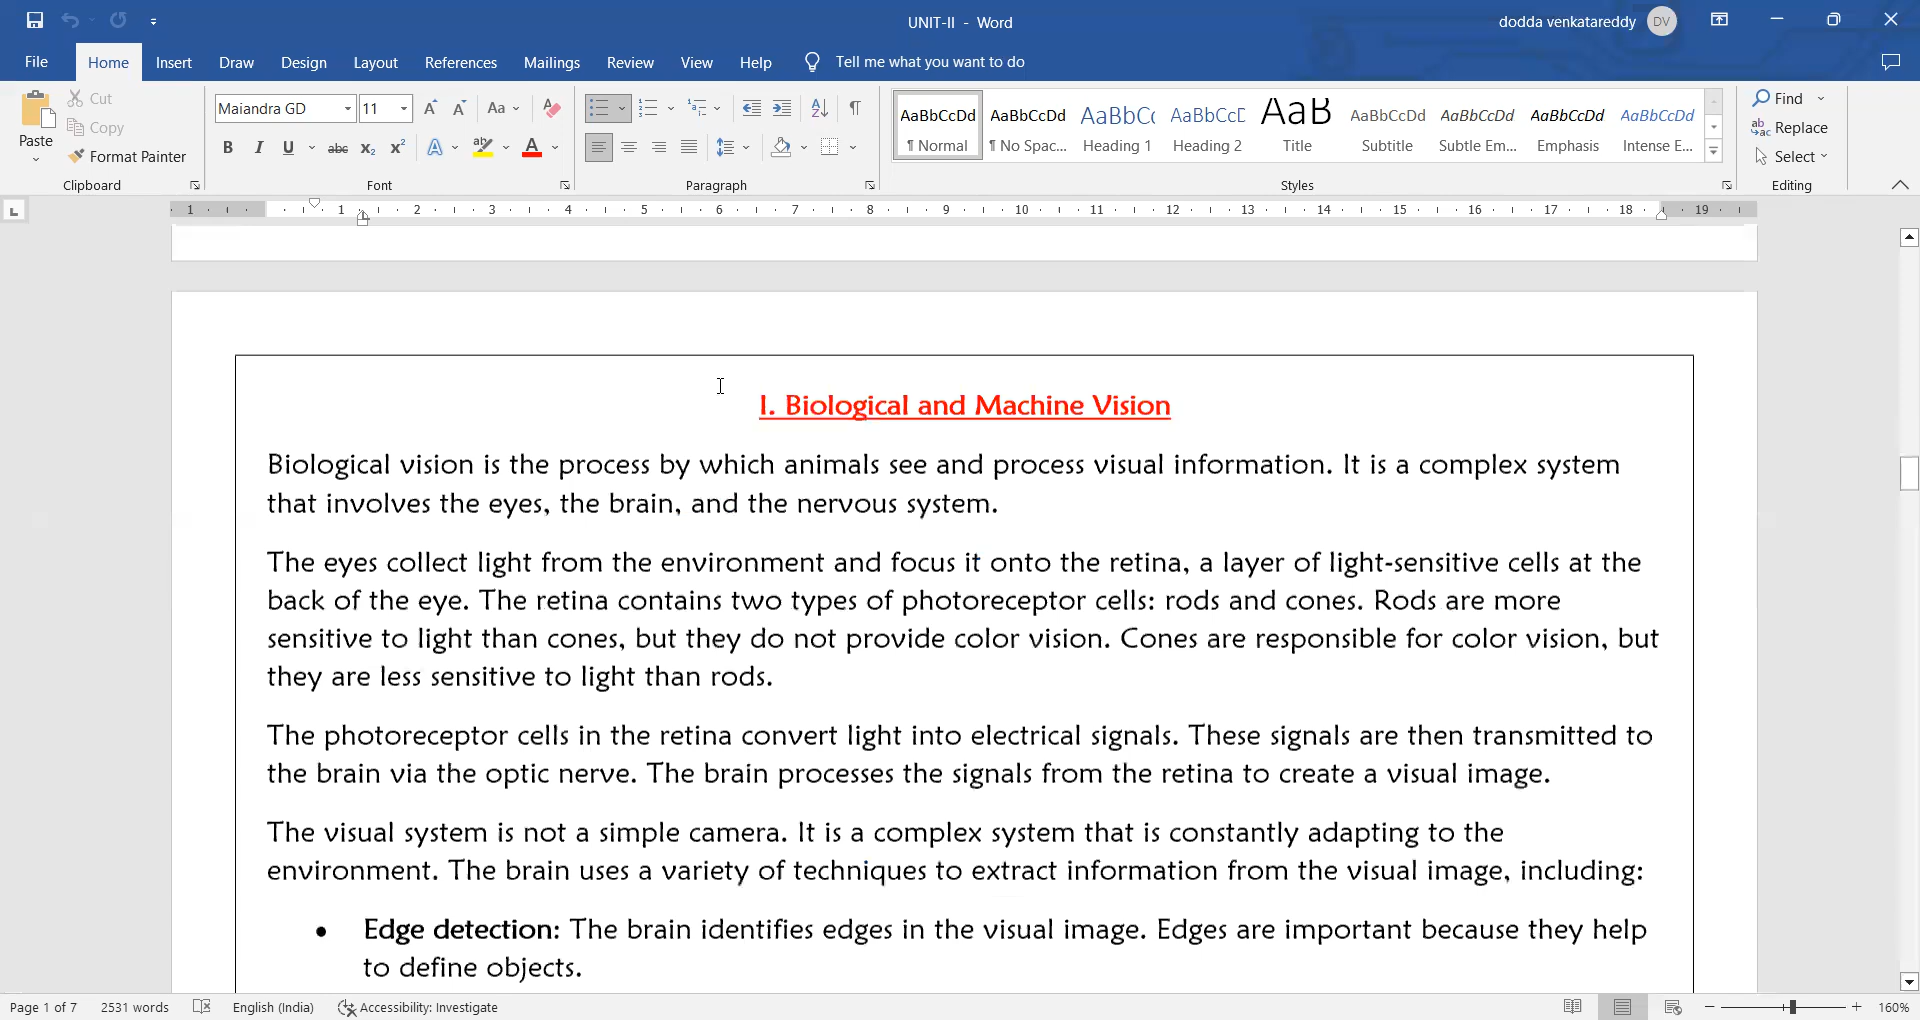 UNIT-II - Word
dodda venkatareddy DV
File Home Insert Draw Design Layout References Mailings Review View Help Tell me what you want to do
Paste
Cut
Copy
Format Painter
Clipboard
Maiandra GD 11
Font
Paragraph
AaBbCcDd
¶ Normal
AaBbCcDd
¶ No Spac...
AaBbCc
Heading 1
AaBbCcD
Heading 2
AaB
Title
AaBbCcDd
Subtitle
AaBbCcDd
Subtle Em...
AaBbCcDd
Emphasis
AaBbCcDd
Intense E...
Styles
Find
Replace
Select
Editing
1 1 2 3 4 5 6 7 8 9 10 11 12 13 14 15 16 17 18 19
I. Biological and Machine Vision
Biological vision is the process by which animals see and process visual information. It is a complex system
that involves the eyes, the brain, and the nervous system.
The eyes collect light from the environment and focus it onto the retina, a layer of light-sensitive cells at the
back of the eye. The retina contains two types of photoreceptor cells: rods and cones. Rods are more
sensitive to light than cones, but they do not provide color vision. Cones are responsible for color vision, but
they are less sensitive to light than rods.
The photoreceptor cells in the retina convert light into electrical signals. These signals are then transmitted to
the brain via the optic nerve. The brain processes the signals from the retina to create a visual image.
The visual system is not a simple camera. It is a complex system that is constantly adapting to the
environment. The brain uses a variety of techniques to extract information from the visual image, including:
• Edge detection: The brain identifies edges in the visual image. Edges are important because they help
to define objects.
Page 1 of 7 2531 words English (India) Accessibility: Investigate 160%